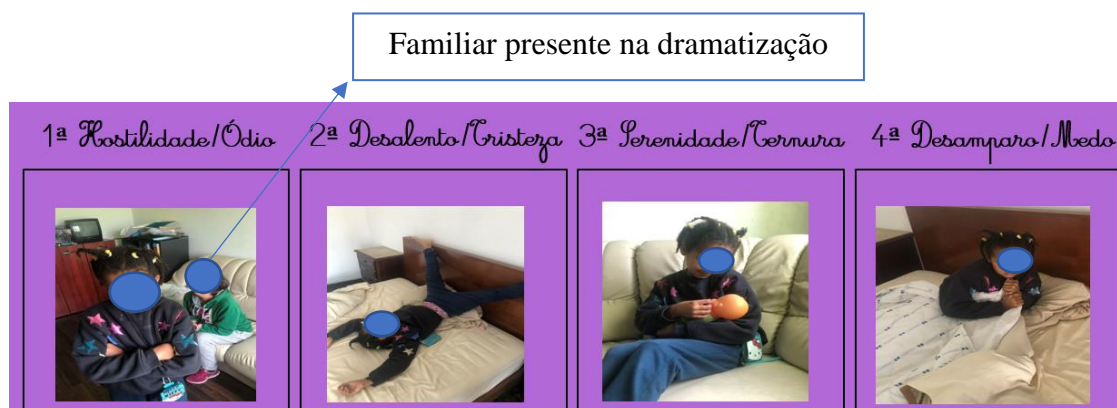 Familiar presente na dramatização
1ª Hostilidade/Ódio
2ª Desalento/Tristeza
3ª Serenidade/Ternura
4ª Desamparo/Medo